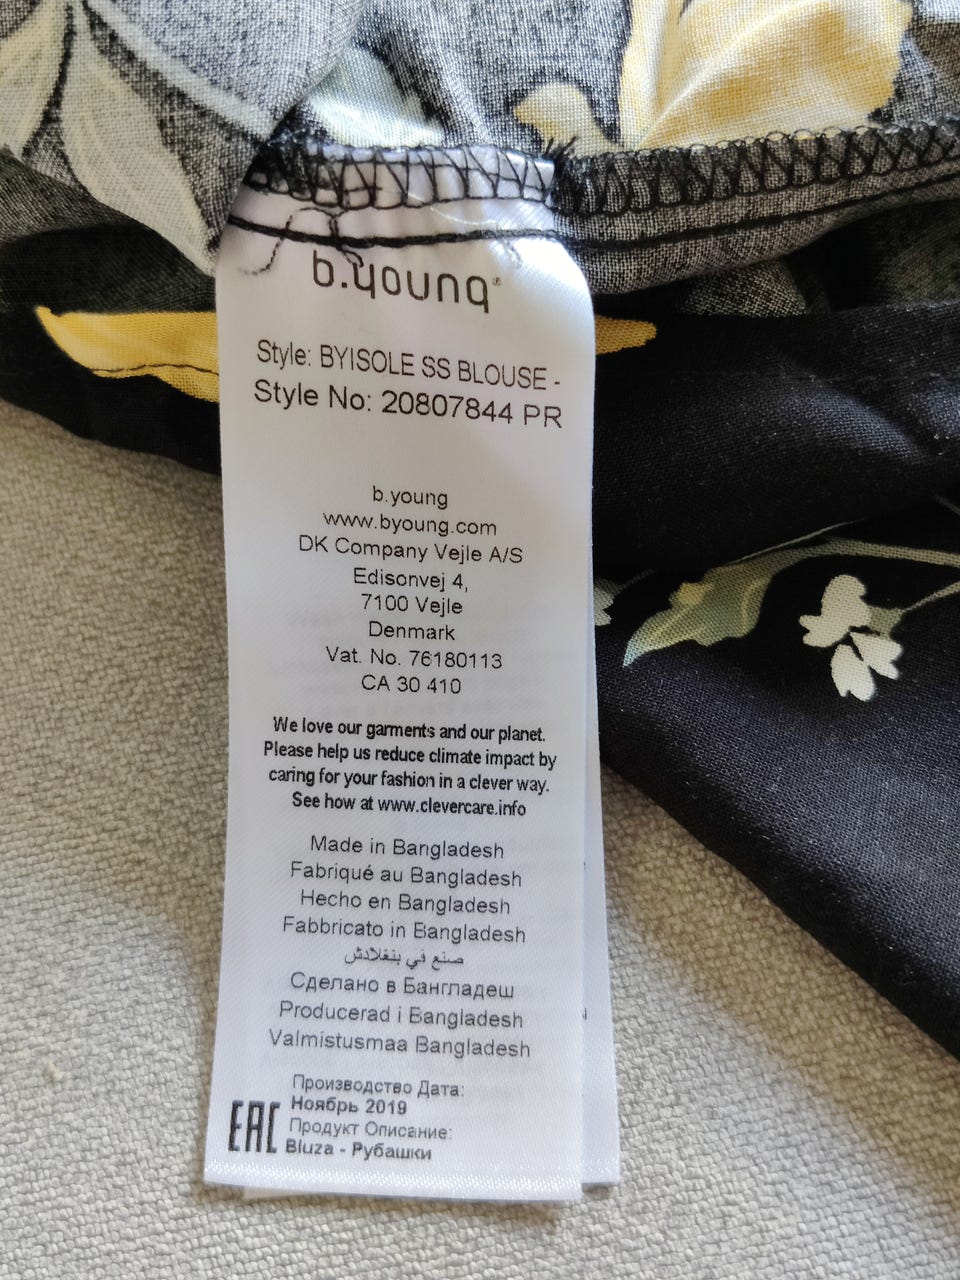 b.young®
Style: BYISOLE SS BLOUSE -
Style No: 20807844 PR
b.young
www.byoung.com
DK Company Vejle A/S
Edisonvej 4,
7100 Vejle
Denmark
Vat. No. 76180113
CA 30 410
We love our garments and our planet.
Please help us reduce climate impact by
caring for your fashion in a clever way.
See how at www.clevercare.info
Made in Bangladesh
Fabriqué au Bangladesh
Hecho en Bangladesh
Fabbricato in Bangladesh
صنع في بنغلادش
Сделано в Бангладеш
Producerad i Bangladesh
Valmistusmaa Bangladesh
Производство Дата:
Ноябрь 2019
EAC Продукт Описание:
Bluza - Рубашки